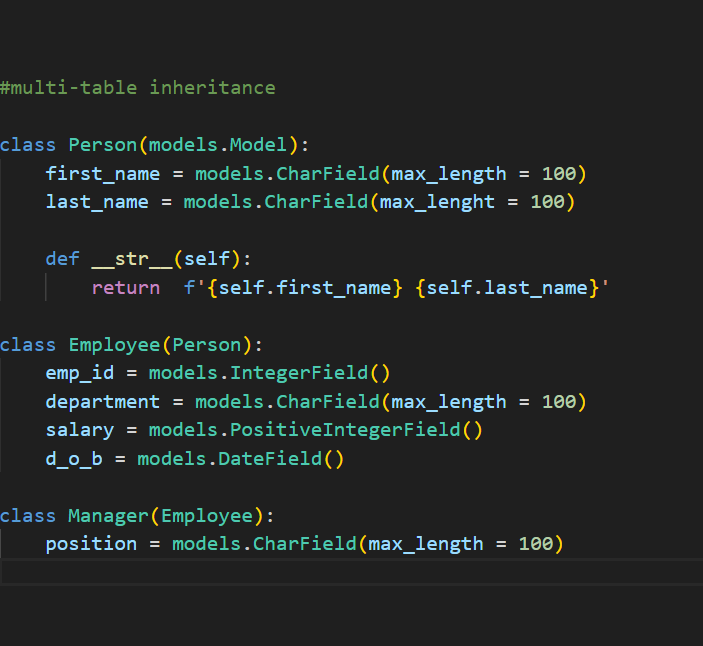 #multi-table inheritance
class Person(models.Model):
first_name = models.CharField(max_length = 100)
last_name = models.CharField(max_lenght = 100)
def __str__(self):
return  f'{self.first_name} {self.last_name}'
class Employee(Person):
emp_id = models.IntegerField()
department = models.CharField(max_length = 100)
salary = models.PositiveIntegerField()
d_o_b = models.DateField()
class Manager(Employee):
position = models.CharField(max_length = 100)